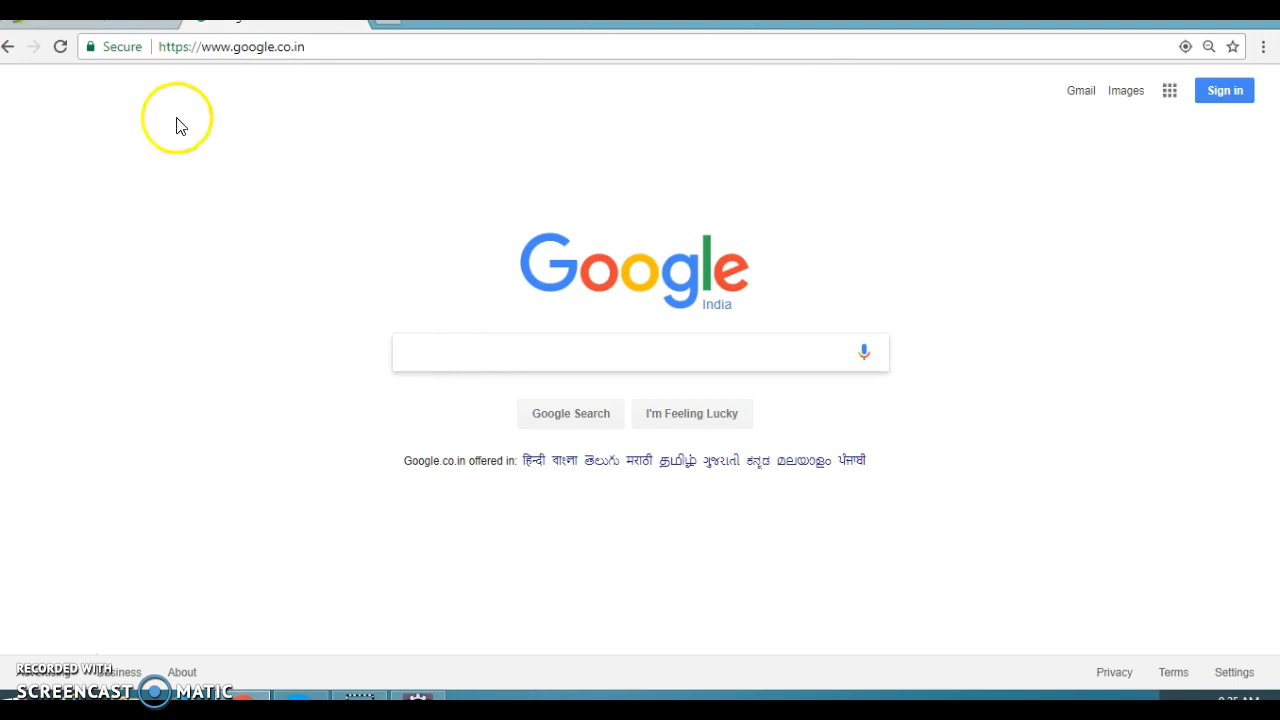 Secure https://www.google.co.in
Gmail Images Sign in
Google
India
Google Search I'm Feeling Lucky
Google.co.in offered in: हिन्दी বাংলা తెలుగు मराठी தமிழ் ગુજરાતી ಕನ್ನಡ മലയാളം ਪੰਜਾਬੀ
RECORDED WITH Business About Privacy Terms Settings
SCREENCAST MATIC